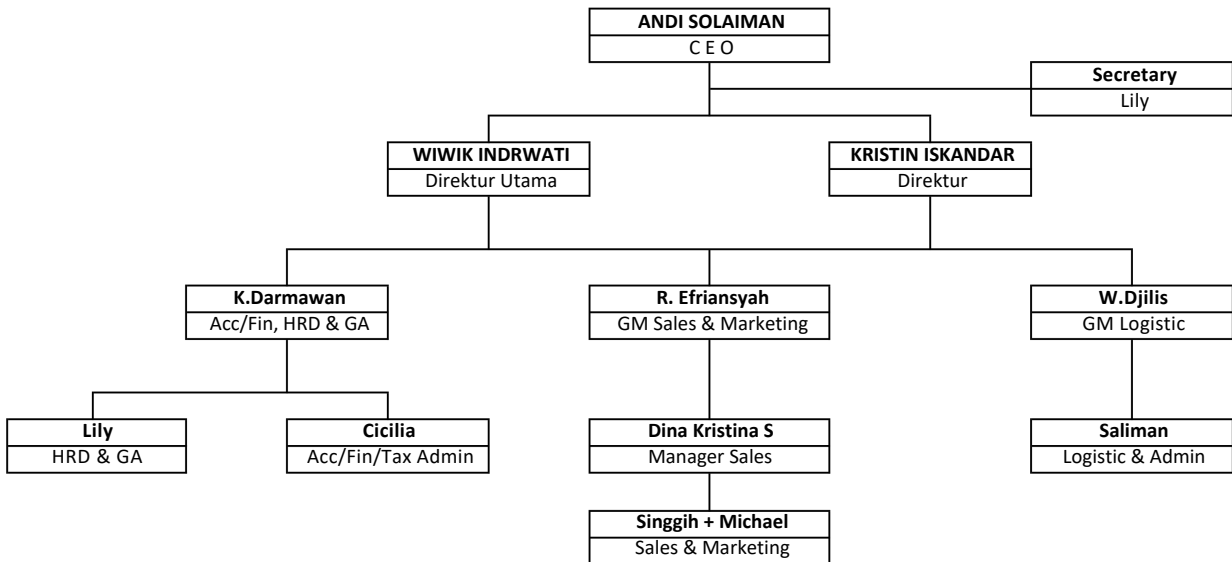 ANDI SOLAIMAN
C E O
Secretary
Lily
WIWIK INDRWATI
Direktur Utama
KRISTIN ISKANDAR
Direktur
K.Darmawan
Acc/Fin, HRD & GA
R. Efriansyah
GM Sales & Marketing
W.Djilis
GM Logistic
Lily
HRD & GA
Cicilia
Acc/Fin/Tax Admin
Dina Kristina S
Manager Sales
Saliman
Logistic & Admin
Singgih + Michael
Sales & Marketing